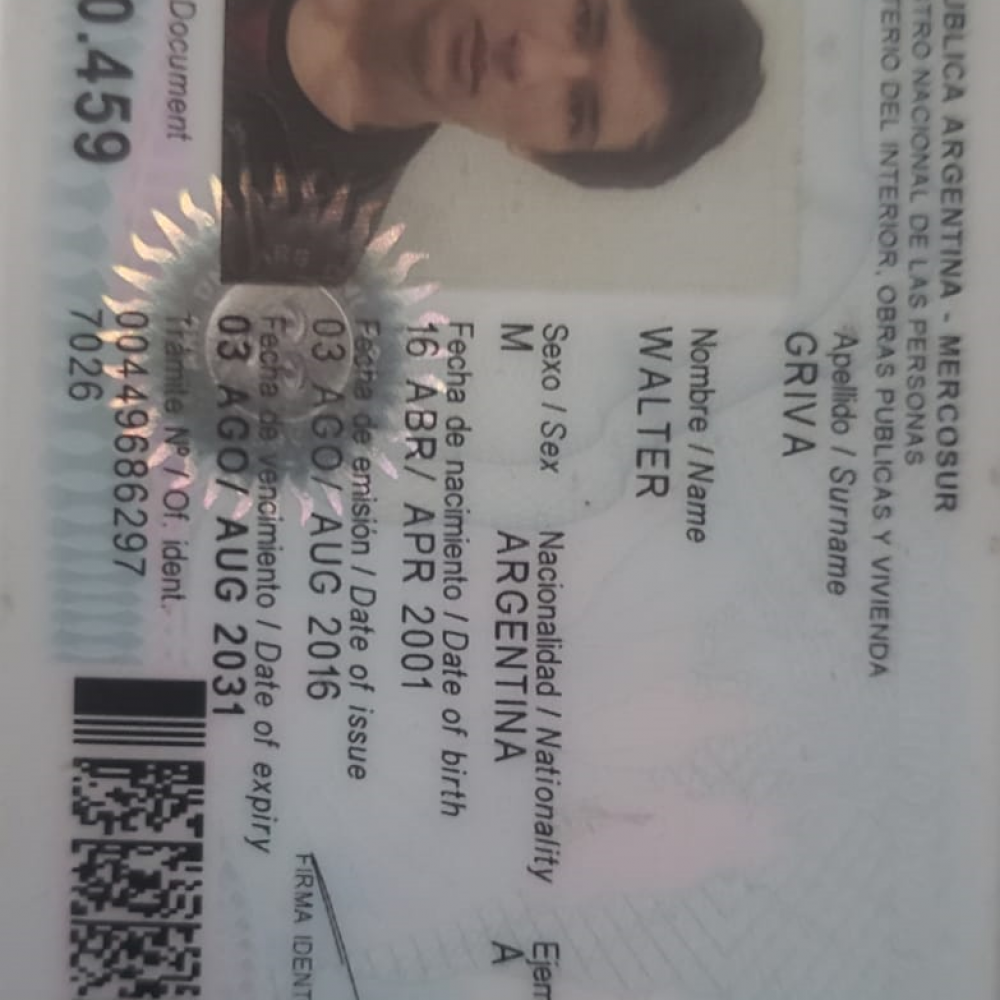 ÚBLICA ARGENTINA - MERCOSUR
TRO NACIONAL DE LAS PERSONAS
TERIO DEL INTERIOR, OBRAS PUBLICAS Y VIVIENDA
Apellido / Surname
GRIVA
Nombre / Name
WALTER
Sexo / Sex Nacionalidad / Nationality Ejem
M ARGENTINA A
Fecha de nacimiento / Date of birth
16 ABR/ APR 2001
Fecha de emisión / Date of issue
03 AGO/ AUG 2016
Fecha de vencimiento / Date of expiry
03 AGO/ AUG 2031
FIRMA IDENT
Document
0.459
Trámite Nº / Of. ident.
00449686297
7026